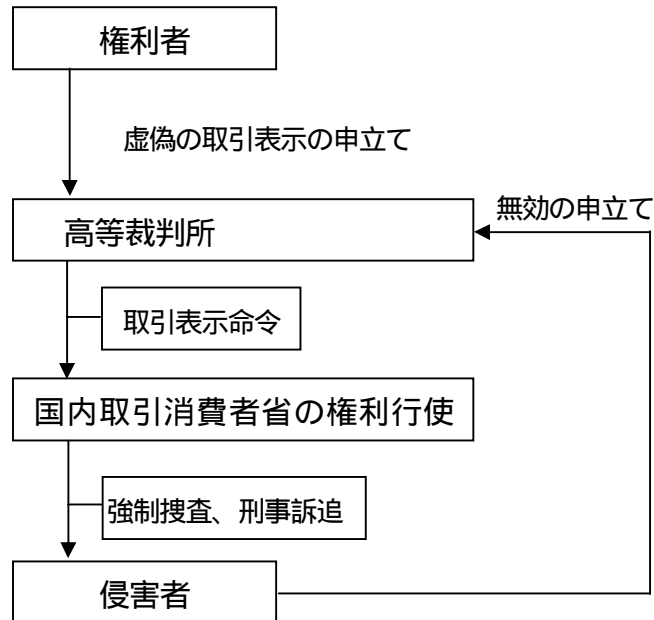 権利者
虚偽の取引表示の申立て
無効の申立て
高等裁判所
取引表示命令
国内取引消費者省の権利行使
強制捜査、刑事訴追
侵害者